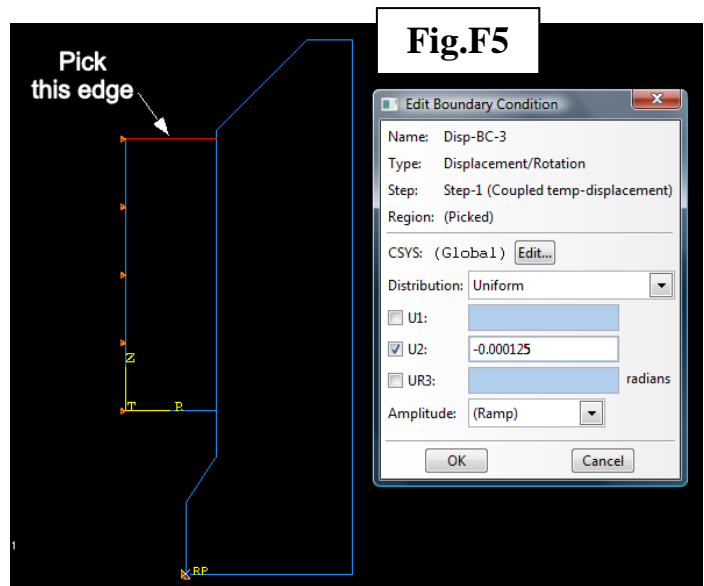 Fig.F5
Pick
this edge
Z
T R
RP
1
Edit Boundary Condition
Name: Disp-BC-3
Type: Displacement/Rotation
Step: Step-1 (Coupled temp-displacement)
Region: (Picked)
CSYS: (Global) Edit...
Distribution: Uniform
U1:
U2: -0.000125
UR3: radians
Amplitude: (Ramp)
OK Cancel